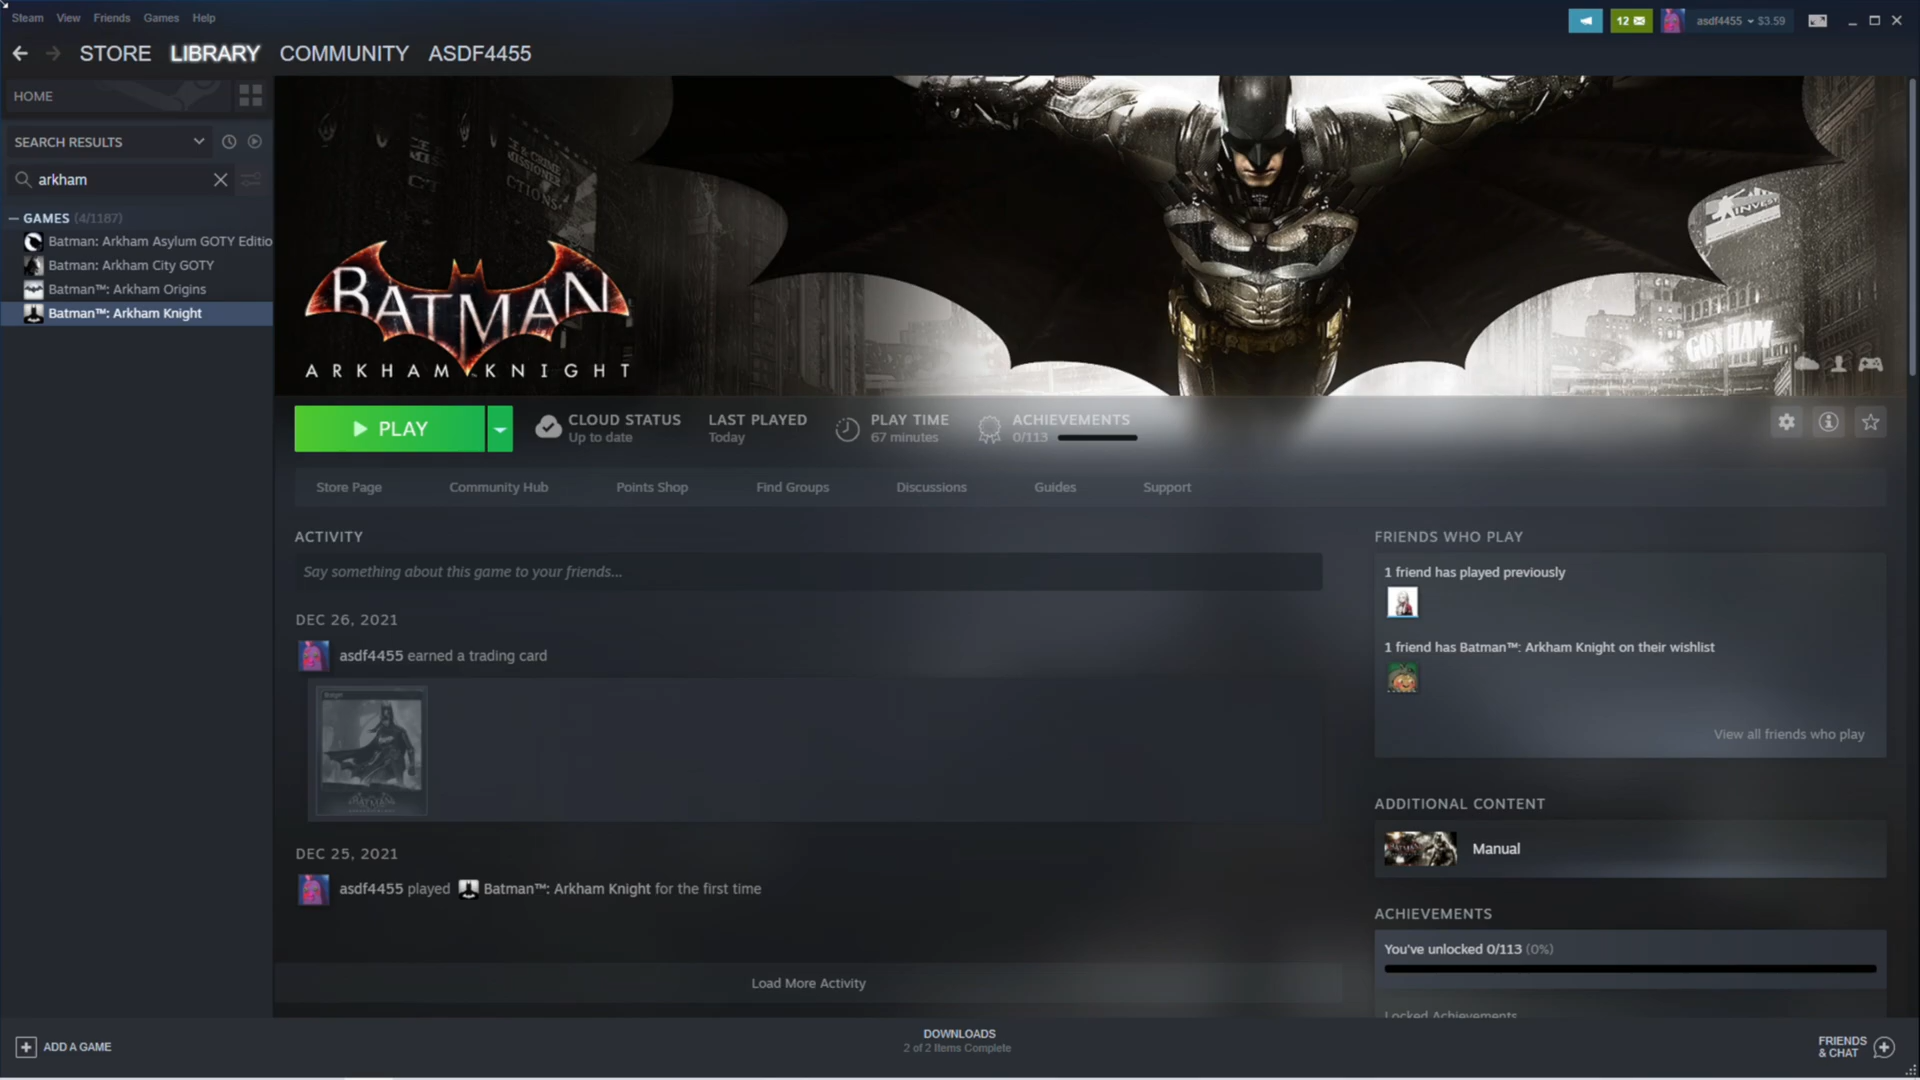 Steam View Friends Games Help
12 asdf4455 $3.59
STORE LIBRARY COMMUNITY ASDF4455
HOME
SEARCH RESULTS
arkham
GAMES (4/1187)
Batman: Arkham Asylum GOTY Editio
Batman: Arkham City GOTY
Batman™: Arkham Origins
Batman™: Arkham Knight
BATMAN
ARKHAM KNIGHT
GOTHAM
INVEST
PLAY
CLOUD STATUS
Up to date
LAST PLAYED
Today
PLAY TIME
67 minutes
ACHIEVEMENTS
0/113
Store Page Community Hub Points Shop Find Groups Discussions Guides Support
ACTIVITY
Say something about this game to your friends...
DEC 26, 2021
asdf4455 earned a trading card
BATMAN
DEC 25, 2021
asdf4455 played Batman™: Arkham Knight for the first time
Load More Activity
FRIENDS WHO PLAY
1 friend has played previously
1 friend has Batman™: Arkham Knight on their wishlist
View all friends who play
ADDITIONAL CONTENT
Manual
ACHIEVEMENTS
You've unlocked 0/113 (0%)
Locked Achievements
ADD A GAME
DOWNLOADS
2 of 2 Items Complete
FRIENDS
& CHAT